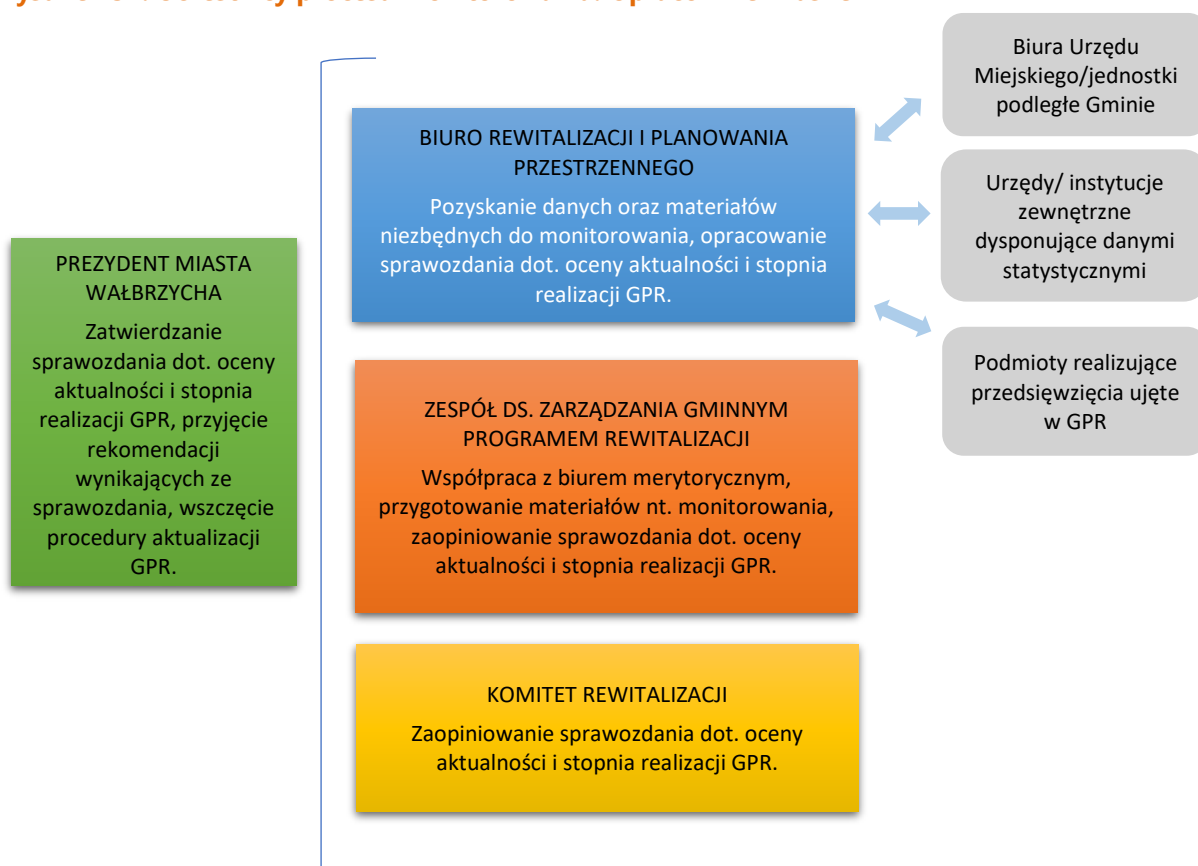 PREZYDENT MIASTA
WAŁBRZYCHA
Zatwierdzanie
sprawozdania dot. oceny
aktualności i stopnia
realizacji GPR, przyjęcie
rekomendacji
wynikających ze
sprawozdania, wszczęcie
procedury aktualizacji
GPR.
BIURO REWITALIZACJI I PLANOWANIA
PRZESTRZENNEGO
Pozyskanie danych oraz materiałów
niezbędnych do monitorowania, opracowanie
sprawozdania dot. oceny aktualności i stopnia
realizacji GPR.
ZESPÓŁ DS. ZARZĄDZANIA GMINNYM
PROGRAMEM REWITALIZACJI
Współpraca z biurem merytorycznym,
przygotowanie materiałów nt. monitorowania,
zaopiniowanie sprawozdania dot. oceny
aktualności i stopnia realizacji GPR.
KOMITET REWITALIZACJI
Zaopiniowanie sprawozdania dot. oceny
aktualności i stopnia realizacji GPR.
Biura Urzędu
Miejskiego/jednostki
podległe Gminie
Urzędy/ instytucje
zewnętrzne
dysponujące danymi
statystycznymi
Podmioty realizujące
przedsięwzięcia ujęte
w GPR